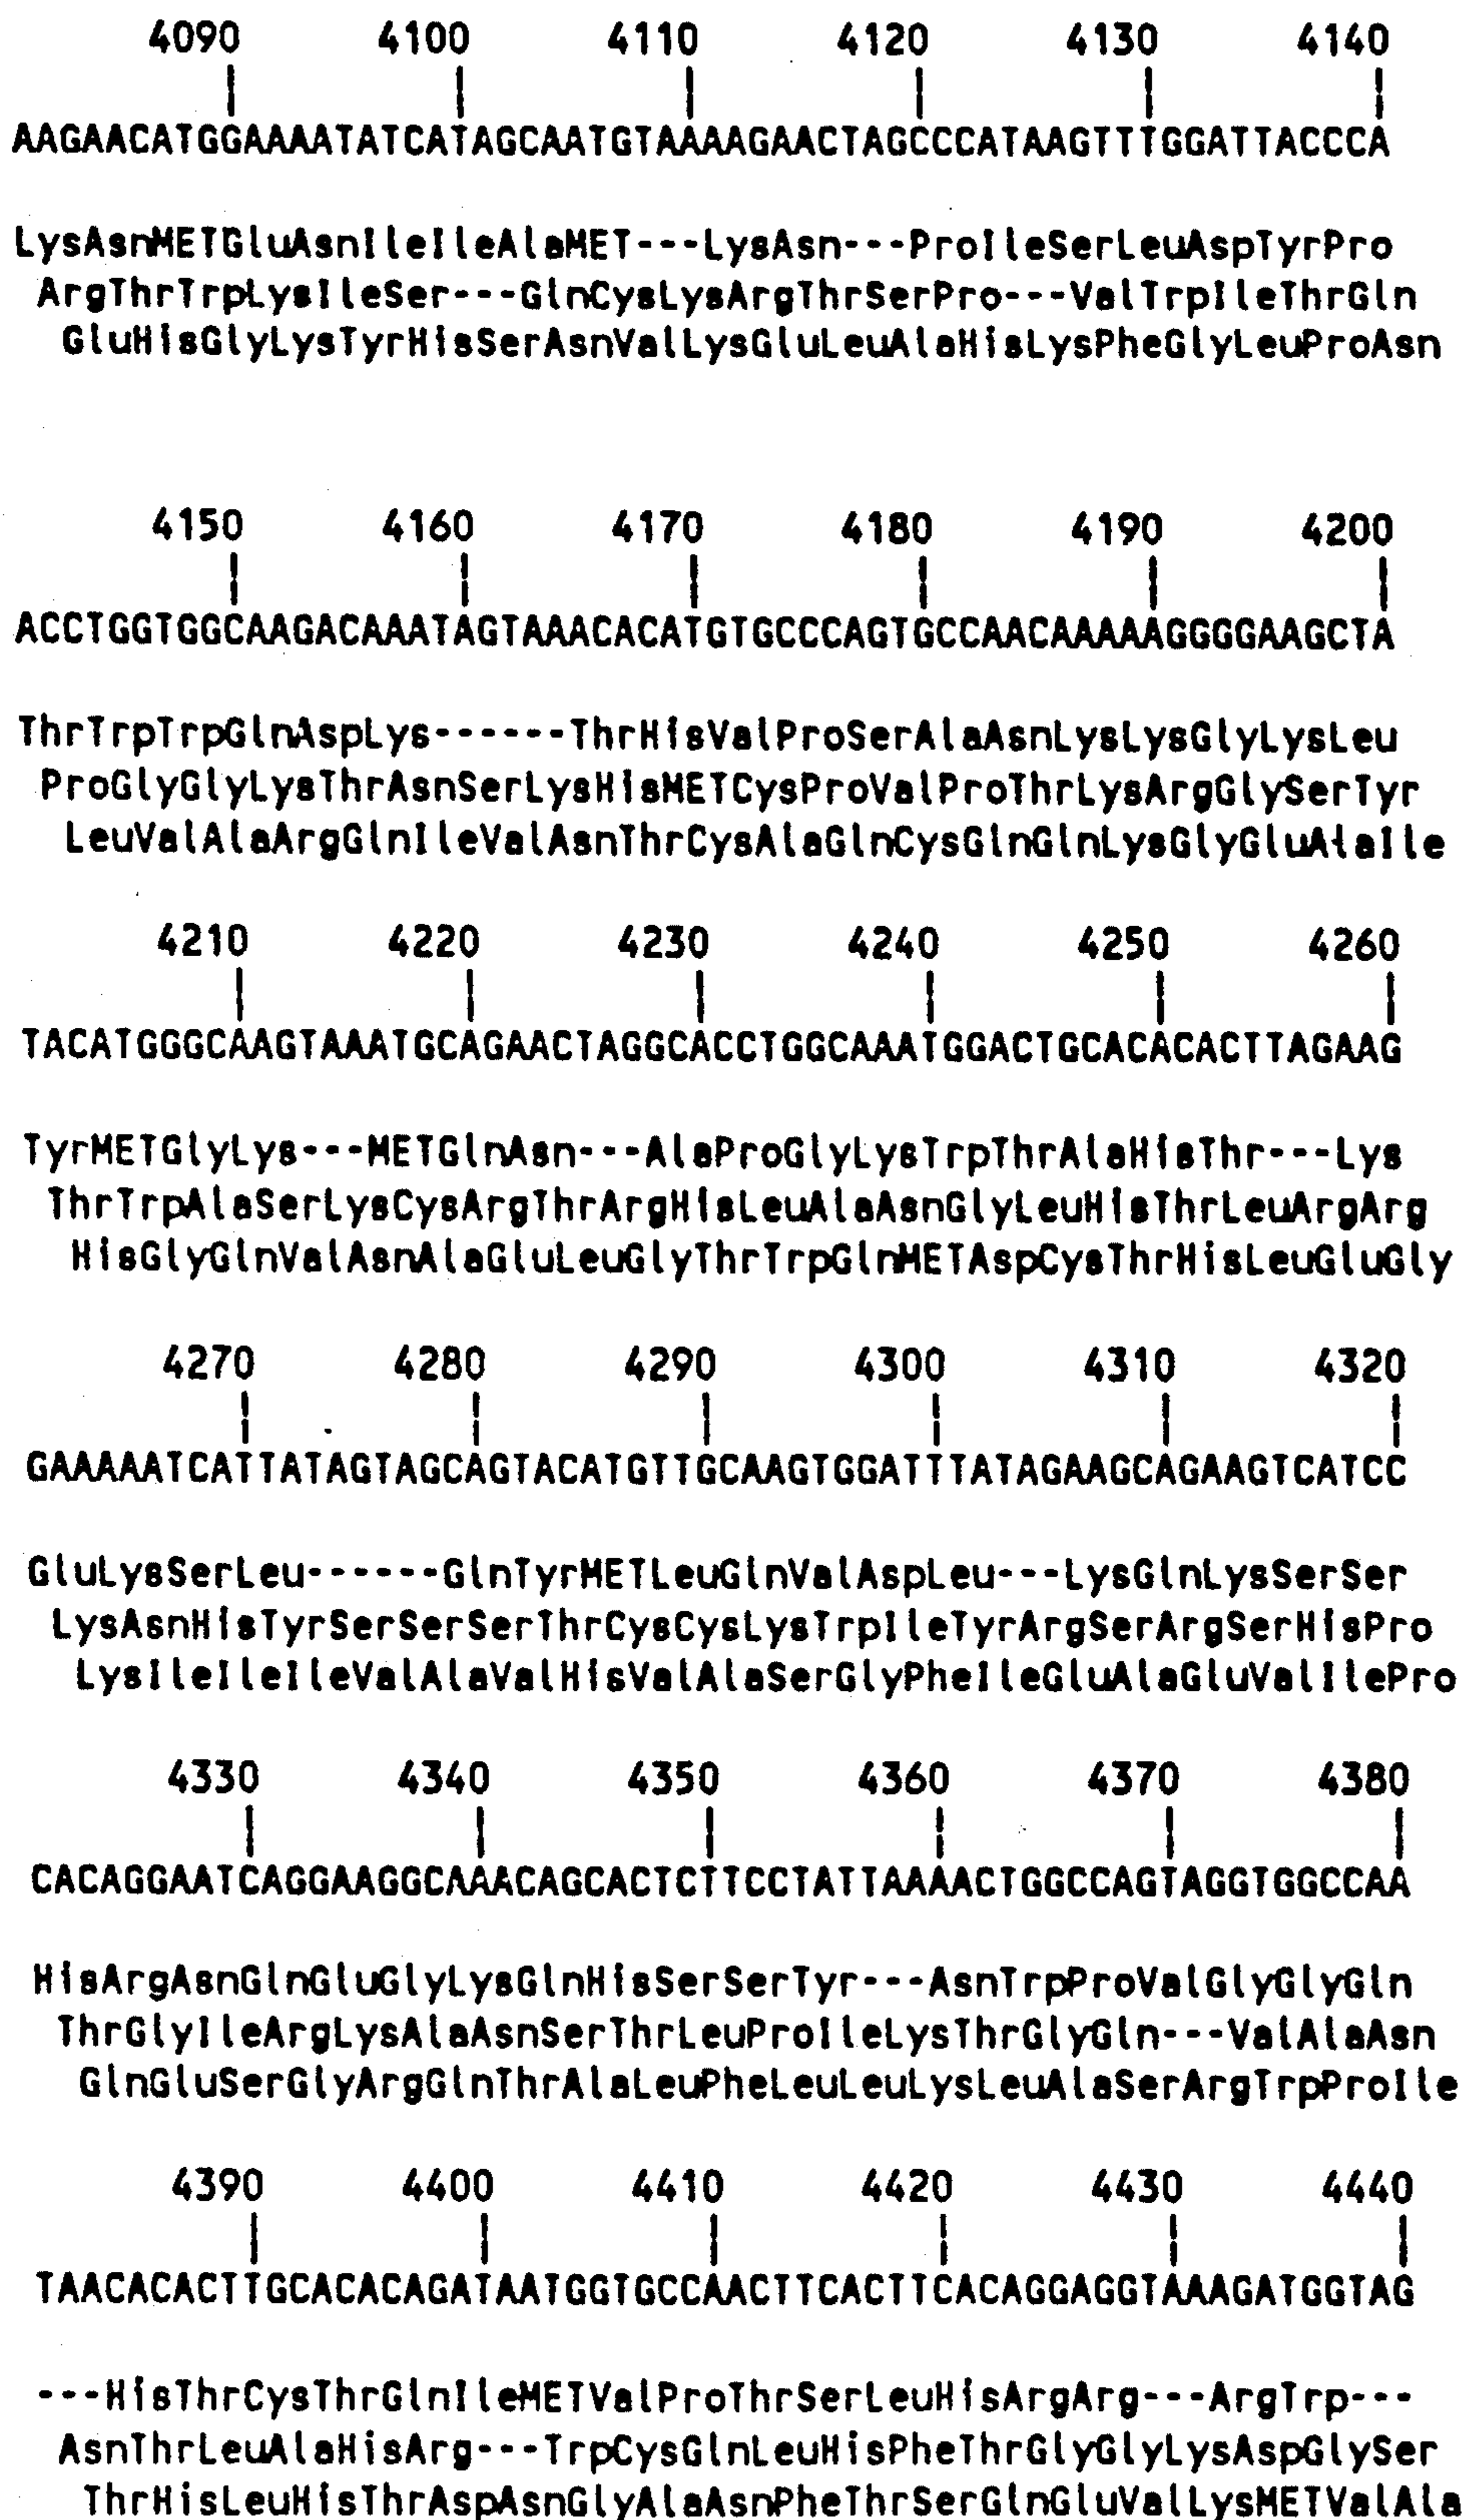 4090 4100 4110 4120 4130 4140
AAGAACATGGAAAATATCATAGCAATGTAAAAGAACTAGCCCATAAGTTTGGATTACCCA
LysAsnMETGluAsnIleIleAlaMET---LysAsn---ProIleSerLeuAspTyrPro
ArgThrTrpLysIleSer---GlnCysLysArgThrSerPro---ValTrpIleThrGln
GluHisGlyLysTyrHisSerAsnValLysGluLeuAlaHisLysPheGlyLeuProAsn
4150 4160 4170 4180 4190 4200
ACCTGGTGGCAAGACAAATAGTAAACACATGTGCCCAGTGCCAACAAAAAGGGGAAGCTA
ThrTrpTrpGlnAspLys------ThrHisValProSerAlaAsnLysLysGlyLysLeu
ProGlyGlyLysThrAsnSerLysHisMETCysProValProThrLysArgGlySerTyr
LeuValAlaArgGlnIleValAsnThrCysAlaGlnCysGlnGlnLysGlyGluAlaIle
4210 4220 4230 4240 4250 4260
TACATGGGCAAGTAAATGCAGAACTAGGCACCTGGCAAATGGACTGCACACACTTAGAAG
TyrMETGlyLys---METGlnAsn---AlaProGlyLysTrpThrAlaHisThr---Lys
ThrTrpAlaSerLysCysArgThrArgHisLeuAlaAsnGlyLeuHisThrLeuArgArg
HisGlyGlnValAsnAlaGluLeuGlyThrTrpGlnMETAspCysThrHisLeuGluGly
4270 4280 4290 4300 4310 4320
GAAAAATCATTATAGTAGCAGTACATGTTGCAAGTGGATTTATAGAAGCAGAAGTCATCC
GluLysSerLeu------GlnTyrMETLeuGlnValAspLeu---LysGlnLysSerSer
LysAsnHisTyrSerSerSerThrCysCysLysTrpIleTyrArgSerArgSerHisPro
LysIleIleIleValAlaValHisValAlaSerGlyPheIleGluAlaGluValIlePro
4330 4340 4350 4360 4370 4380
CACAGGAATCAGGAAGGCAAACAGCACTCTTCCTATTAAAACTGGCCAGTAGGTGGCCAA
HisArgAsnGlnGluGlyLysGlnHisSerSerTyr---AsnTrpProValGlyGlyGln
ThrGlyIleArgLysAlaAsnSerThrLeuProIleLysThrGlyGln---ValAlaAsn
GlnGluSerGlyArgGlnThrAlaLeuPheLeuLeuLysLeuAlaSerArgTrpProIle
4390 4400 4410 4420 4430 4440
TAACACACTTGCACACAGATAATGGTGCCAACTTCACTTCACAGGAGGTAAAGATGGTAG
---HisThrCysThrGlnIleMETValProThrSerLeuHisArgArg---ArgTrp---
AsnThrLeuAlaHisArg---TrpCysGlnLeuHisPheThrGlyGlyLysAspGlySer
ThrHisLeuHisThrAspAsnGlyAlaAsnPheThrSerGlnGluValLysMETValAla